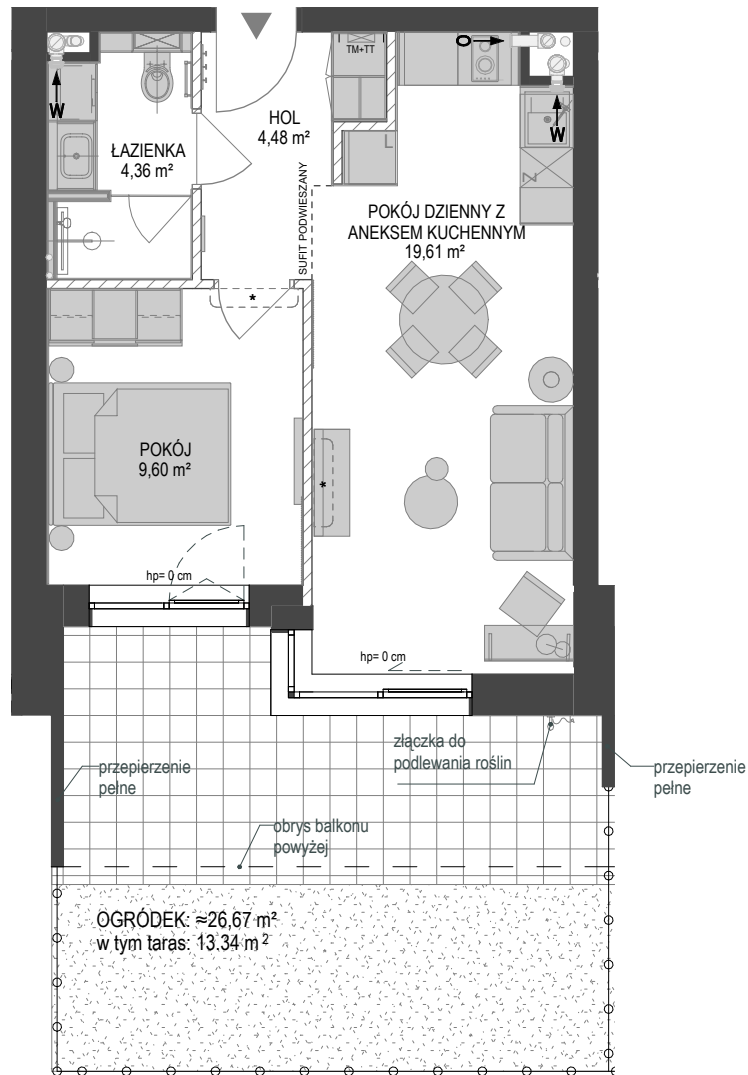 TM+TT
O
W
HOL
4,48 m²
W
ŁAZIENKA
4,36 m²
L
Z
SUFIT PODWIESZANY
POKÓJ DZIENNY Z
ANEKSEM KUCHENNYM
19,61 m²
*
POKÓJ
9,60 m²
*
hp= 0 cm
hp= 0 cm
złączka do
podlewania roślin
przepierzenie
pełne
przepierzenie
pełne
obrys balkonu
powyżej
OGRÓDEK: ≈26,67 m²
w tym taras: 13.34 m²